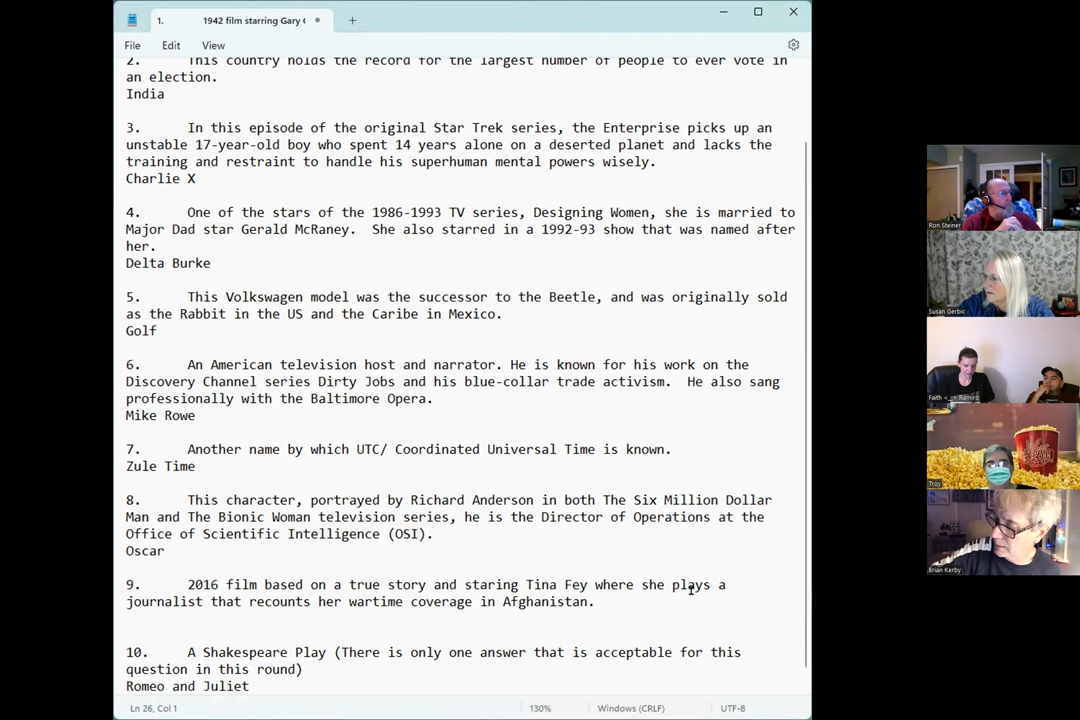 1. 1942 film starring Gary (
File Edit View
2. This country holds the record for the largest number of people to ever vote in
an election.
India
3. In this episode of the original Star Trek series, the Enterprise picks up an
unstable 17-year-old boy who spent 14 years alone on a deserted planet and lacks the
training and restraint to handle his superhuman mental powers wisely.
Charlie X
4. One of the stars of the 1986-1993 TV series, Designing Women, she is married to
Major Dad star Gerald McRaney. She also starred in a 1992-93 show that was named after
her.
Delta Burke
5. This Volkswagen model was the successor to the Beetle, and was originally sold
as the Rabbit in the US and the Caribe in Mexico.
Golf
6. An American television host and narrator. He is known for his work on the
Discovery Channel series Dirty Jobs and his blue-collar trade activism. He also sang
professionally with the Baltimore Opera.
Mike Rowe
7. Another name by which UTC/ Coordinated Universal Time is known.
Zule Time
8. This character, portrayed by Richard Anderson in both The Six Million Dollar
Man and The Bionic Woman television series, he is the Director of Operations at the
Office of Scientific Intelligence (OSI).
Oscar
9. 2016 film based on a true story and staring Tina Fey where she plays a
journalist that recounts her wartime coverage in Afghanistan.
10. A Shakespeare Play (There is only one answer that is acceptable for this
question in this round)
Romeo and Juliet
Ln 26, Col 1 130% Windows (CRLF) UTF-8
Ron Steiner
Susan Gerbic
Faith Ramiro
Troy
Brian Kerby